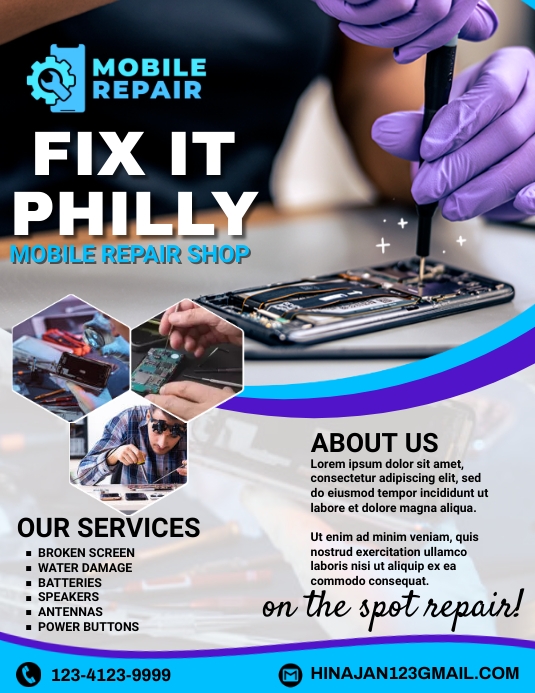 MOBILE
REPAIR
FIX IT
PHILLY
MOBILE REPAIR SHOP
ABOUT US
Lorem ipsum dolor sit amet,
consectetur adipiscing elit, sed
do eiusmod tempor incididunt ut
labore et dolore magna aliqua.
Ut enim ad minim veniam, quis
nostrud exercitation ullamco
laboris nisi ut aliquip ex ea
commodo consequat.
on the spot repair!
OUR SERVICES
BROKEN SCREEN
WATER DAMAGE
BATTERIES
SPEAKERS
ANTENNAS
POWER BUTTONS
123-4123-9999
HINAJAN123GMAIL.COM